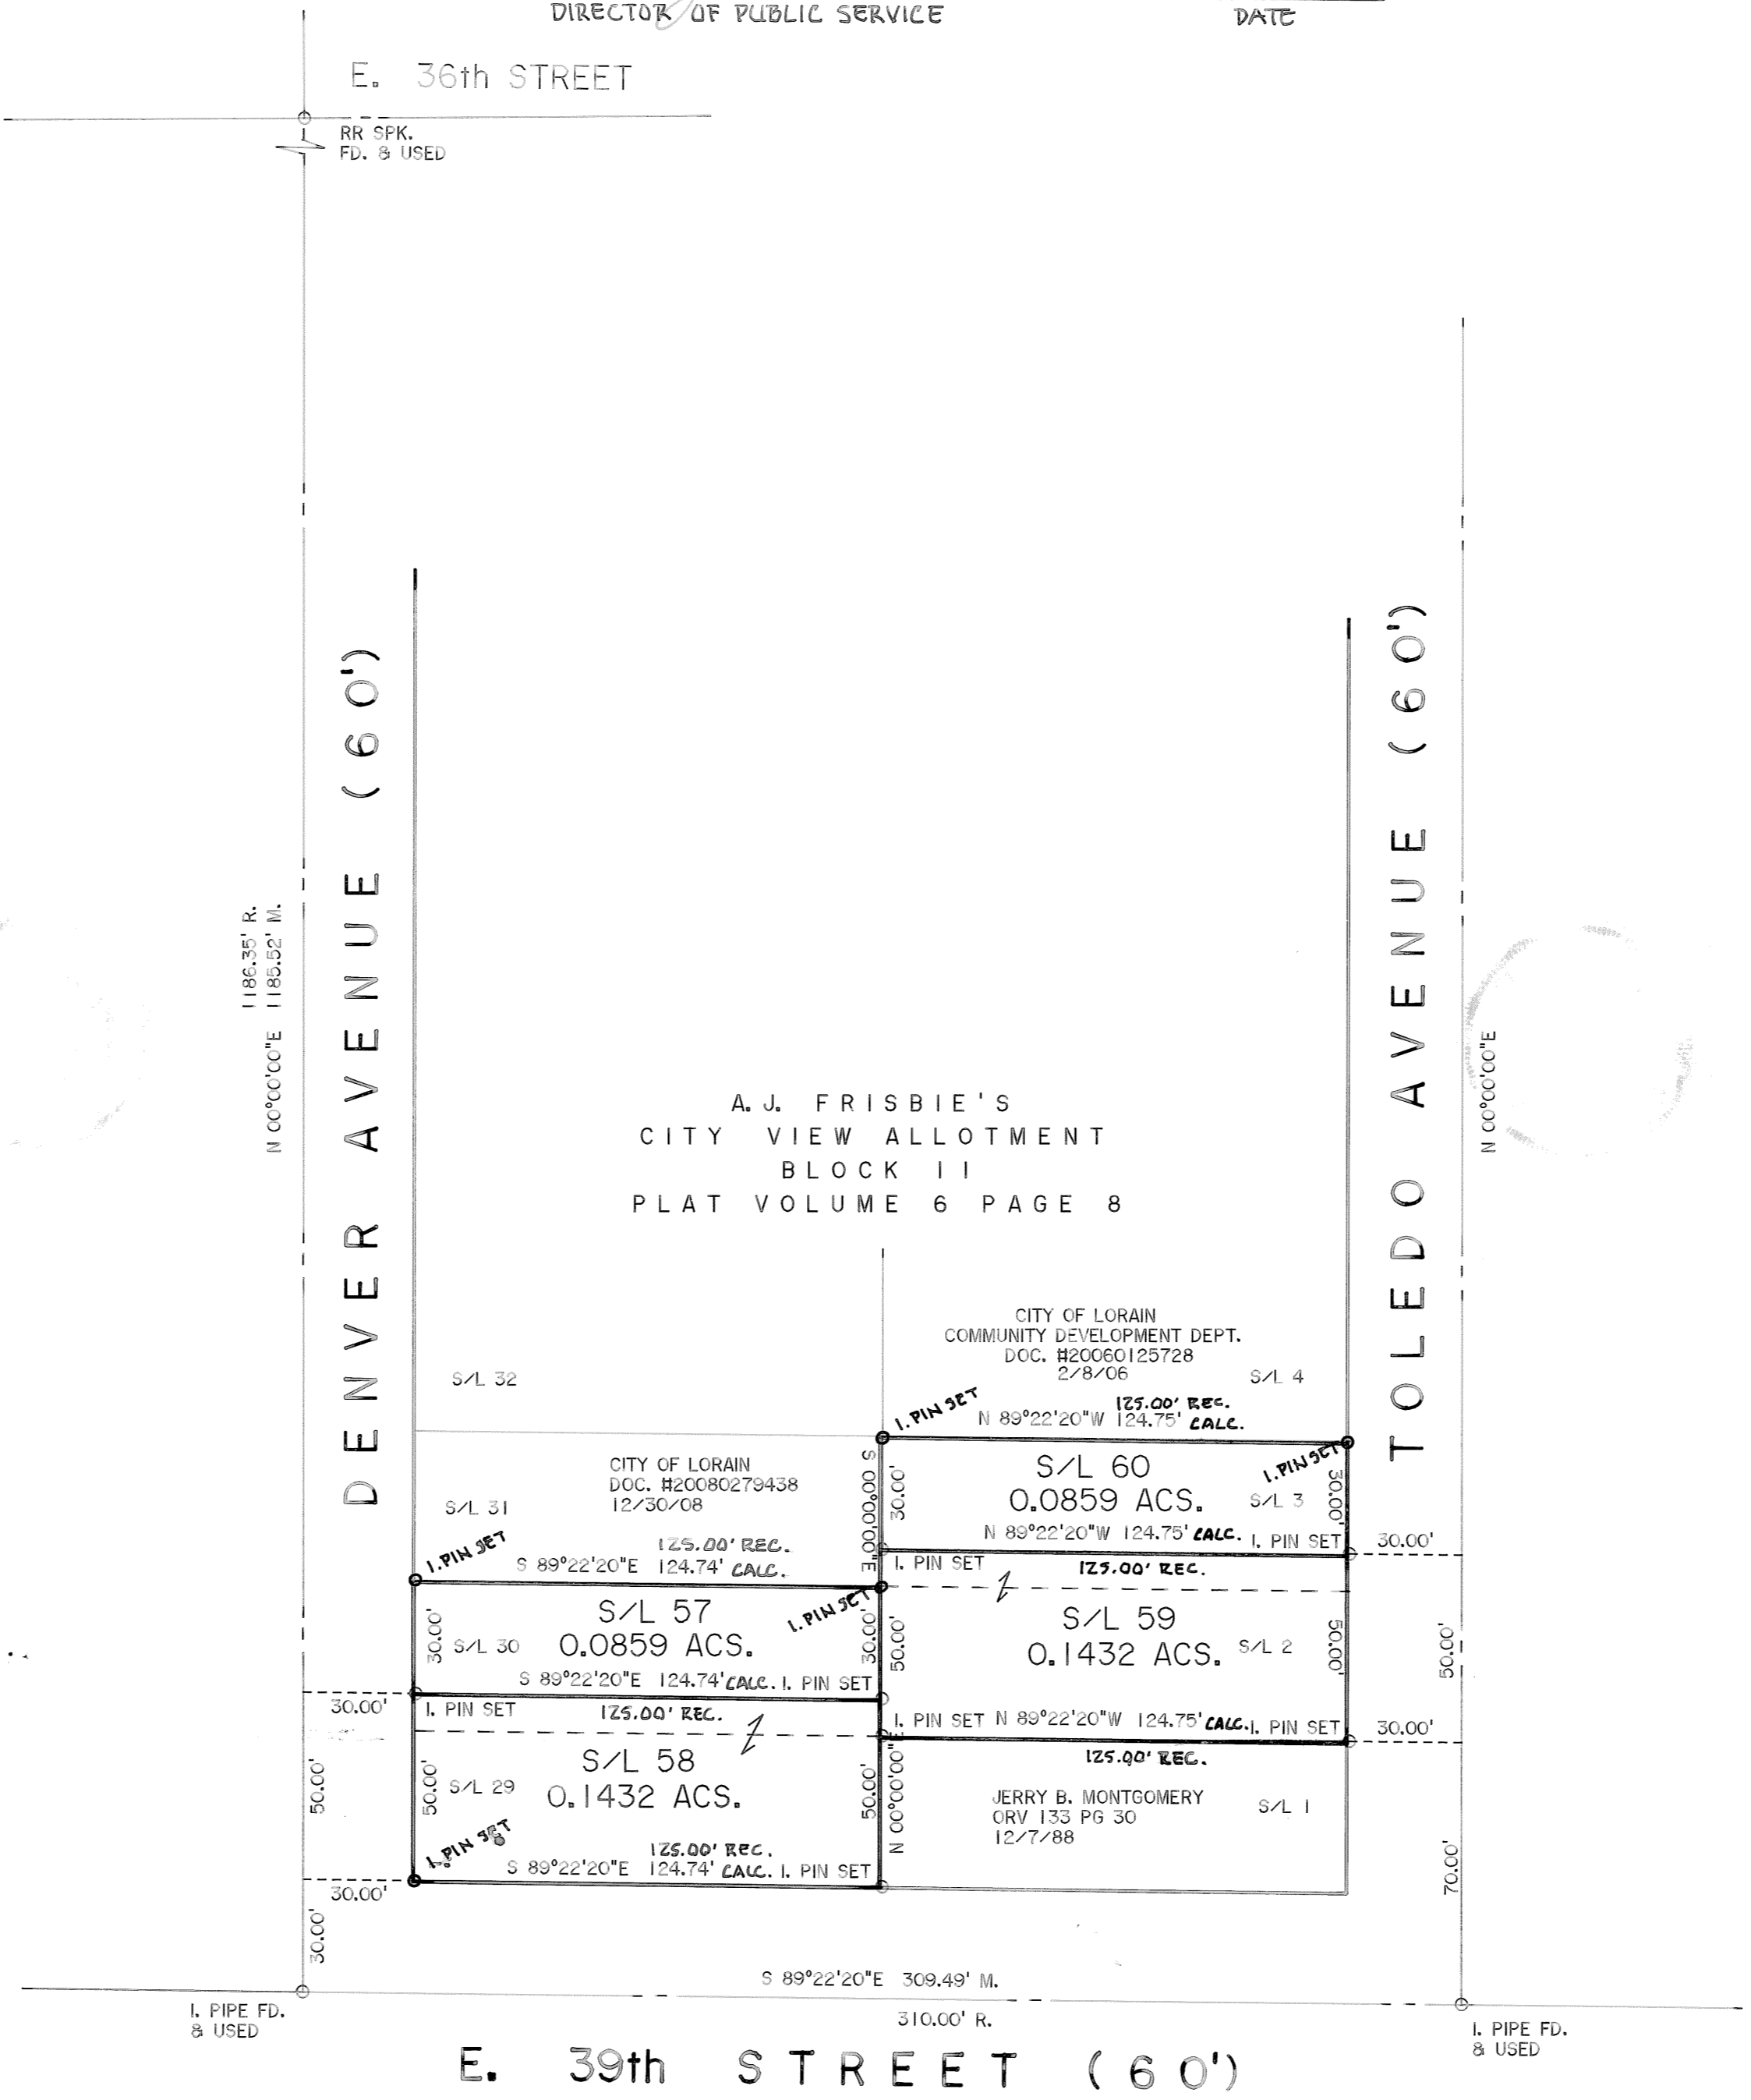 DIRECTOR OF PUBLIC SERVICE
DATE
E. 36th STREET
RR SPK.
FD. & USED
DENVER AVENUE (60')
TOLEDO AVENUE (60')
1186.35' R.
N 00°00'00"E 1185.52' M.
N 00°00'00"E
A. J. FRISBIE'S
CITY VIEW ALLOTMENT
BLOCK 11
PLAT VOLUME 6 PAGE 8
CITY OF LORAIN
COMMUNITY DEVELOPMENT DEPT.
DOC. #20060125728
2/8/06
S/L 4
S/L 32
I. PIN SET
125.00' REC.
N 89°22'20"W 124.75' CALC.
CITY OF LORAIN
DOC. #20080279438
12/30/08
S/L 31
S 00°00'00"E
30.00'
S/L 60
0.0859 ACS.
S/L 3
I. PIN SET
30.00'
N 89°22'20"W 124.75' CALC. I. PIN SET
30.00'
I. PIN SET
125.00' REC.
I. PIN SET
125.00' REC.
S 89°22'20"E 124.74' CALC.
I. PIN SET
S/L 57
0.0859 ACS.
30.00'
S/L 30
30.00'
S 89°22'20"E 124.74' CALC. I. PIN SET
50.00'
S/L 59
0.1432 ACS.
S/L 2
50.00'
50.00'
30.00'
I. PIN SET
125.00' REC.
I. PIN SET N 89°22'20"W 124.75' CALC. I. PIN SET
30.00'
125.00' REC.
S/L 58
0.1432 ACS.
50.00'
50.00'
S/L 29
50.00'
N 00°00'00"E
JERRY B. MONTGOMERY
ORV 133 PG 30
12/7/88
S/L 1
I. PIN SET
125.00' REC.
S 89°22'20"E 124.74' CALC. I. PIN SET
30.00'
30.00'
70.00'
S 89°22'20"E 309.49' M.
310.00' R.
I. PIPE FD.
& USED
I. PIPE FD.
& USED
E. 39th STREET (60')